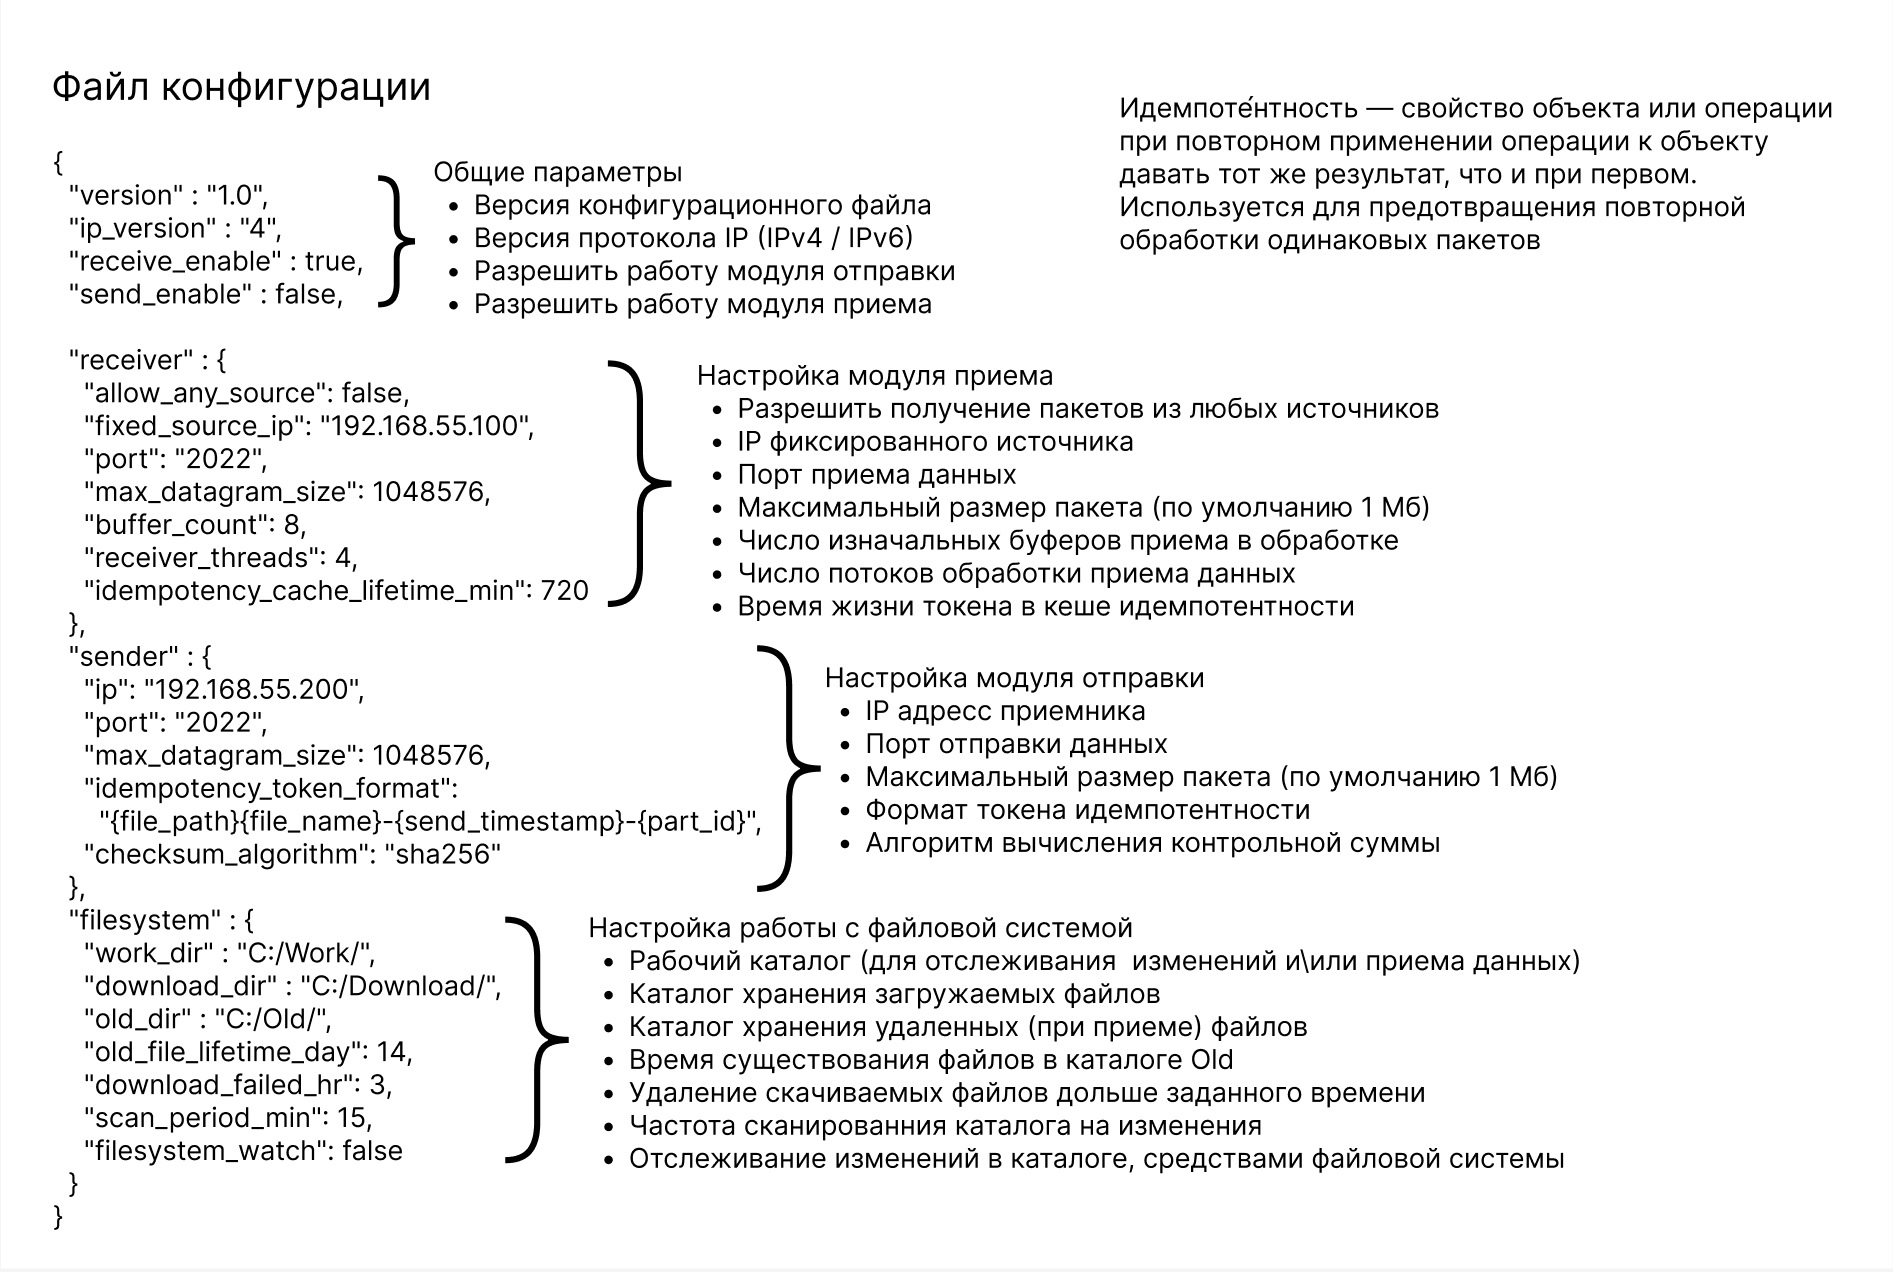 Файл конфигурации
Идемпоте́нтность — свойство объекта или операции
при повторном применении операции к объекту
давать тот же результат, что и при первом.
Используется для предотвращения повторной
обработки одинаковых пакетов
{
"version" : "1.0",
"ip_version" : "4",
"receive_enable" : true,
"send_enable" : false,
Общие параметры
• Версия конфигурационного файла
• Версия протокола IP (IPv4 / IPv6)
• Разрешить работу модуля отправки
• Разрешить работу модуля приема
"receiver" : {
"allow_any_source": false,
"fixed_source_ip": "192.168.55.100",
"port": "2022",
"max_datagram_size": 1048576,
"buffer_count": 8,
"receiver_threads": 4,
"idempotency_cache_lifetime_min": 720
},
Настройка модуля приема
• Разрешить получение пакетов из любых источников
• IP фиксированного источника
• Порт приема данных
• Максимальный размер пакета (по умолчанию 1 Мб)
• Число изначальных буферов приема в обработке
• Число потоков обработки приема данных
• Время жизни токена в кеше идемпотентности
"sender" : {
"ip": "192.168.55.200",
"port": "2022",
"max_datagram_size": 1048576,
"idempotency_token_format":
"{file_path}{file_name}-{send_timestamp}-{part_id}",
"checksum_algorithm": "sha256"
},
Настройка модуля отправки
• IP адресс приемника
• Порт отправки данных
• Максимальный размер пакета (по умолчанию 1 Мб)
• Формат токена идемпотентности
• Алгоритм вычисления контрольной суммы
"filesystem" : {
"work_dir" : "C:/Work/",
"download_dir" : "C:/Download/",
"old_dir" : "C:/Old/",
"old_file_lifetime_day": 14,
"download_failed_hr": 3,
"scan_period_min": 15,
"filesystem_watch": false
}
}
Настройка работы с файловой системой
• Рабочий каталог (для отслеживания  изменений и\или приема данных)
• Каталог хранения загружаемых файлов
• Каталог хранения удаленных (при приеме) файлов
• Время существования файлов в каталоге Old
• Удаление скачиваемых файлов дольше заданного времени
• Частота сканированния каталога на изменения
• Отслеживание изменений в каталоге, средствами файловой системы